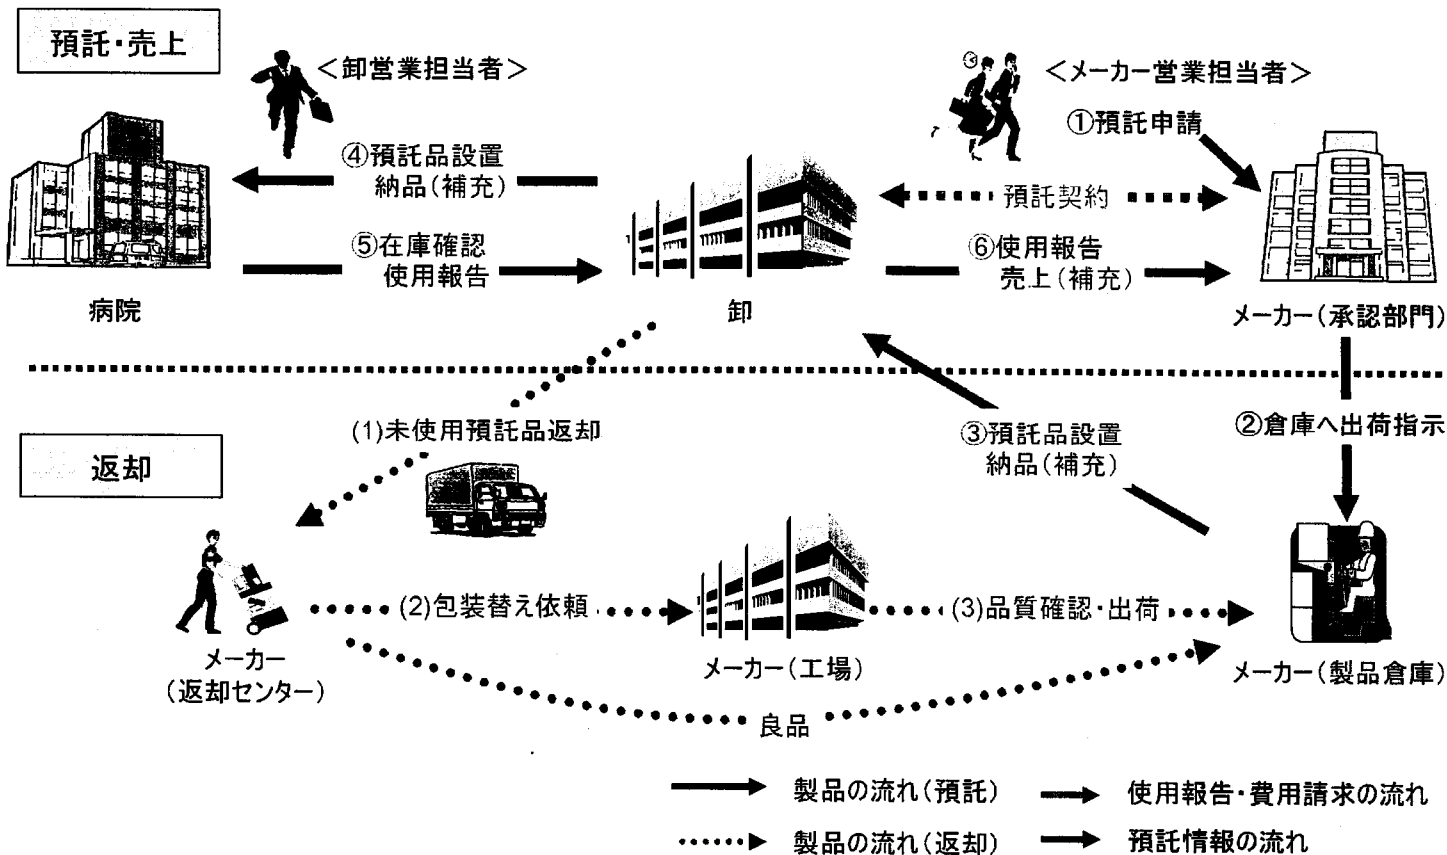 預託・売上
<卸営業担当者>
<メーカー営業担当者>
①預託申請
④預託品設置
納品(補充)
預託契約
⑤在庫確認
使用報告
⑥使用報告
売上(補充)
病院
卸
メーカー(承認部門)
(1)未使用預託品返却
③預託品設置
納品(補充)
②倉庫へ出荷指示
返却
(2)包装替え依頼
(3)品質確認・出荷
メーカー
(返却センター)
メーカー(工場)
メーカー(製品倉庫)
良品
製品の流れ(預託)
使用報告・費用請求の流れ
製品の流れ(返却)
預託情報の流れ